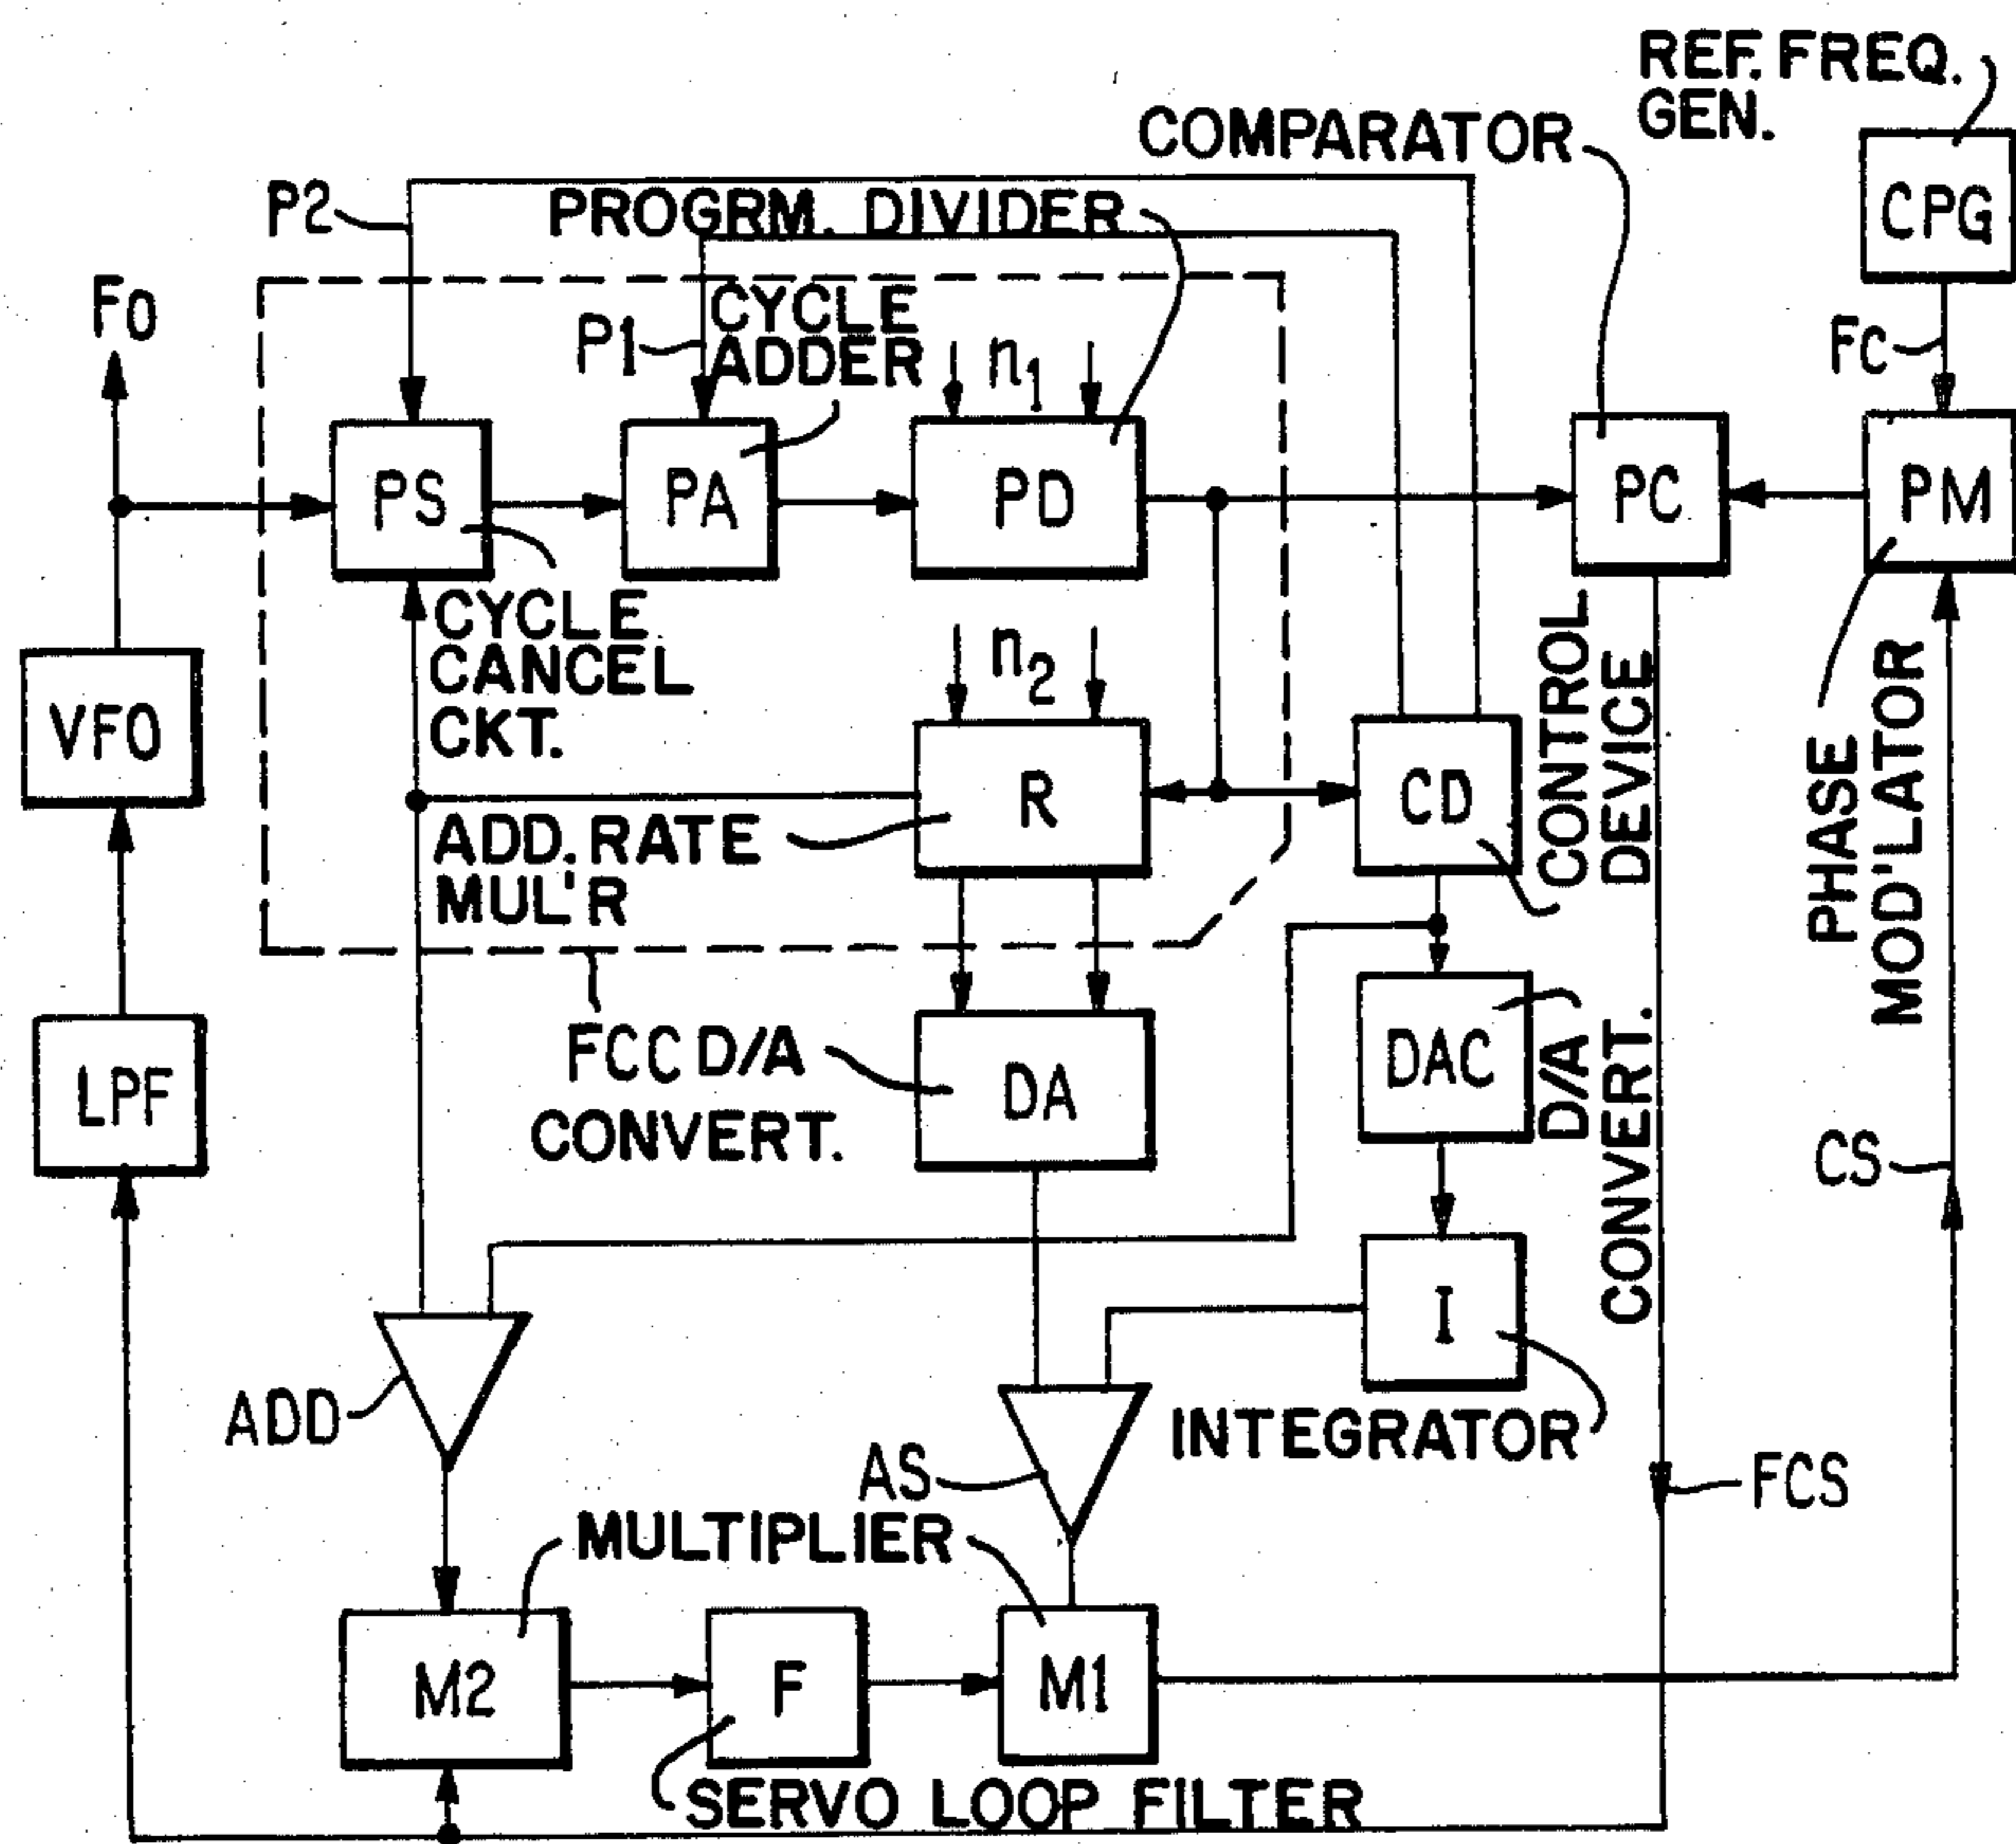 REF. FREQ.
GEN.
COMPARATOR
CPG
P2
PROGRM. DIVIDER
F0
P1
CYCLE
ADDER
n1
FC
PS
PA
PD
PC
PM
CYCLE
CANCEL
CKT.
n2
CONTROL
DEVICE
VFO
R
CD
PHASE
MOD'LATOR
ADD. RATE
MUL'R
FCC D/A
CONVERT.
DA
DAC
D/A
CONVERT.
LPF
CS
I
ADD
INTEGRATOR
AS
FCS
MULTIPLIER
M2
F
M1
SERVO LOOP FILTER